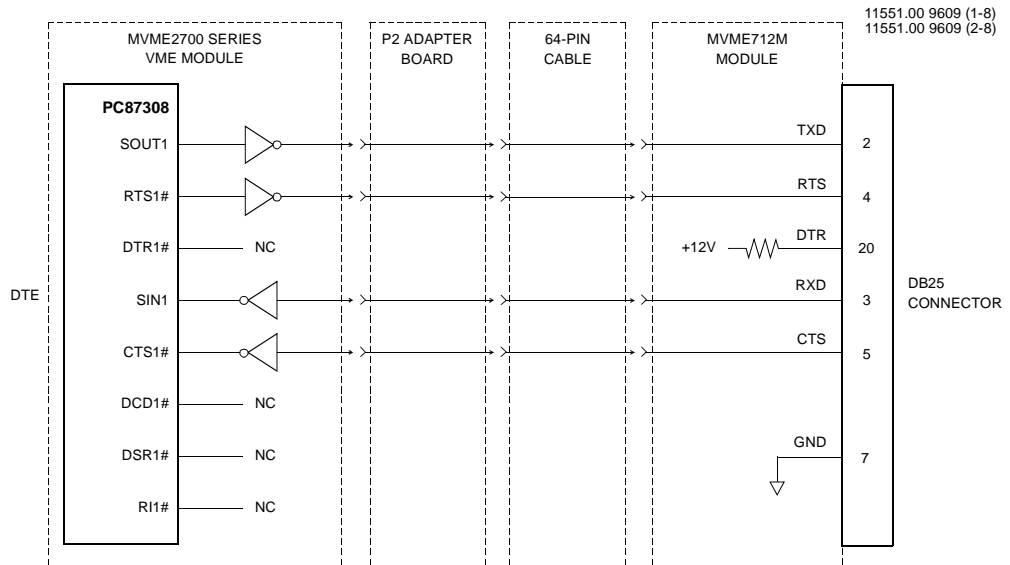 11551.00 9609 (1-8)
11551.00 9609 (2-8)
MVME2700 SERIES
VME MODULE
P2 ADAPTER
BOARD
64-PIN
CABLE
MVME712M
MODULE
PC87308
SOUT1
TXD
2
RTS1#
RTS
4
DTR1#
NC
+12V
DTR
20
DTE
SIN1
RXD
3
DB25
CONNECTOR
CTS1#
CTS
5
DCD1#
NC
DSR1#
NC
GND
7
RI1#
NC